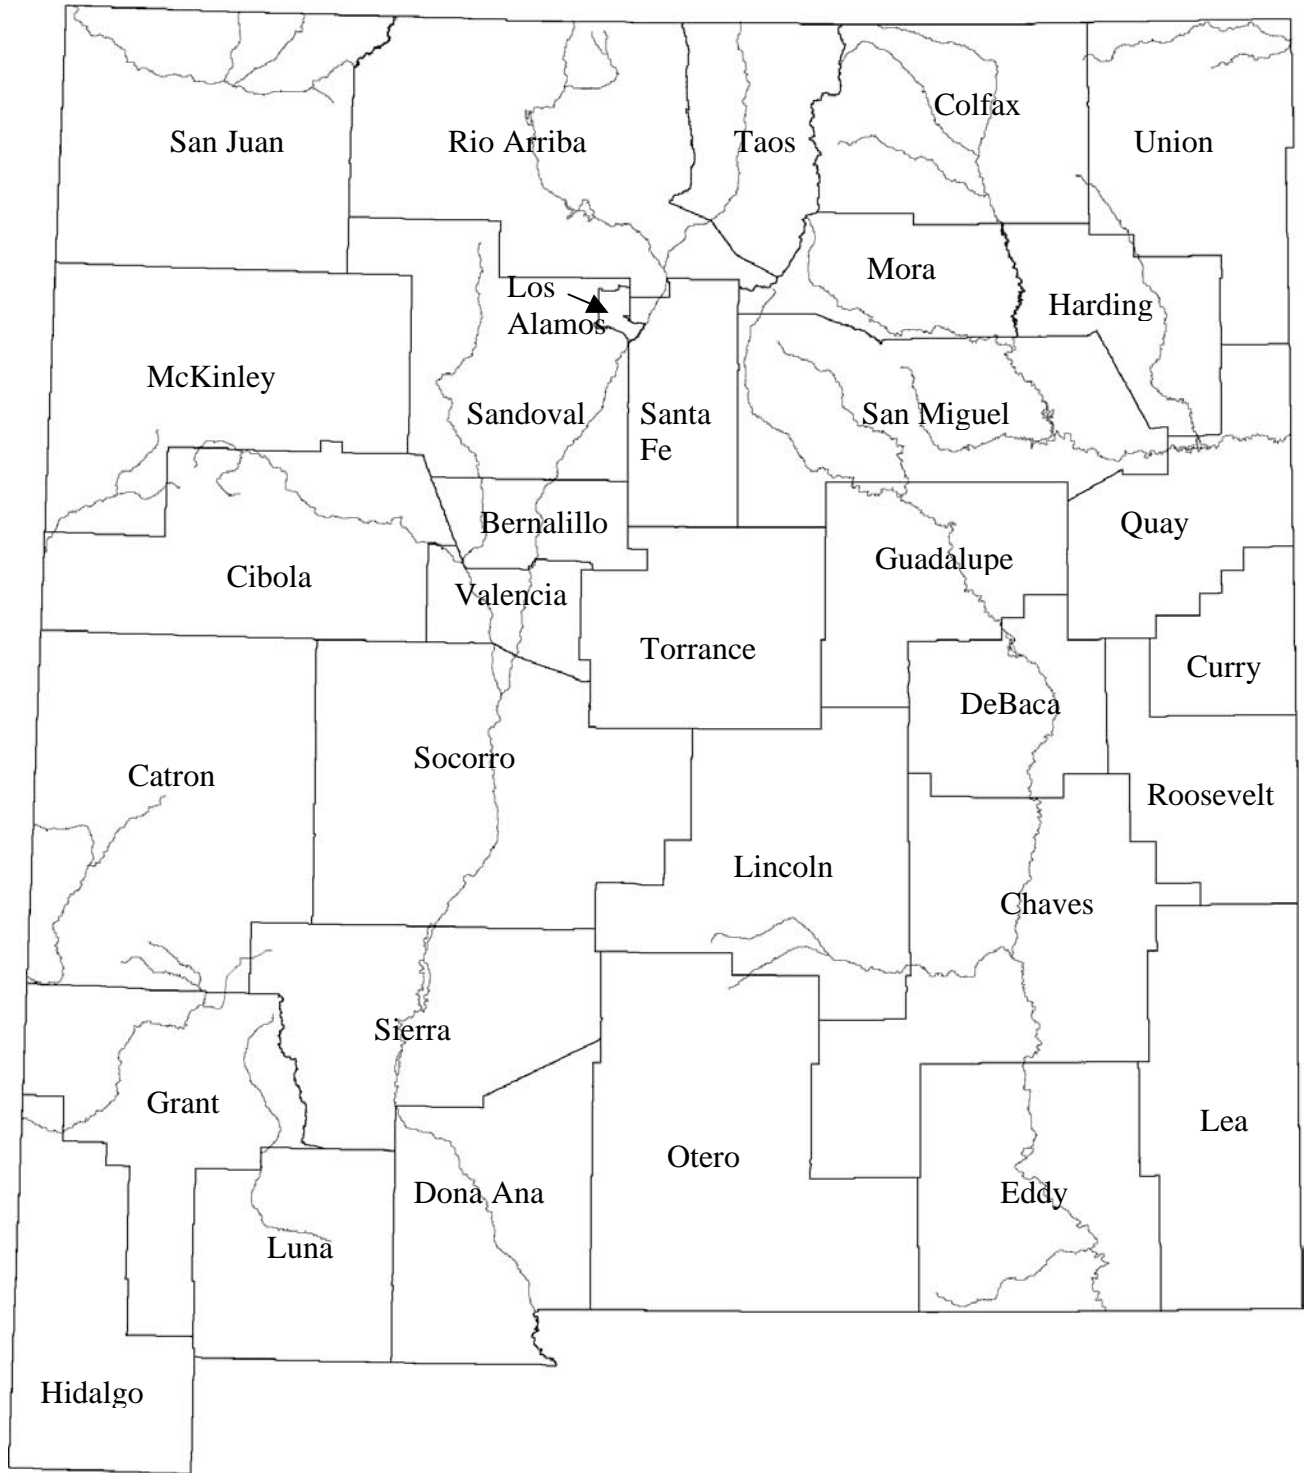 Colfax
San Juan
Rio Arriba
Taos
Union
Mora
Los
Alamos
Harding
McKinley
Sandoval
Santa
Fe
San Miguel
Bernalillo
Quay
Guadalupe
Cibola
Valencia
Torrance
Curry
DeBaca
Socorro
Catron
Roosevelt
Lincoln
Chaves
Sierra
Grant
Lea
Otero
Dona Ana
Eddy
Luna
Hidalgo